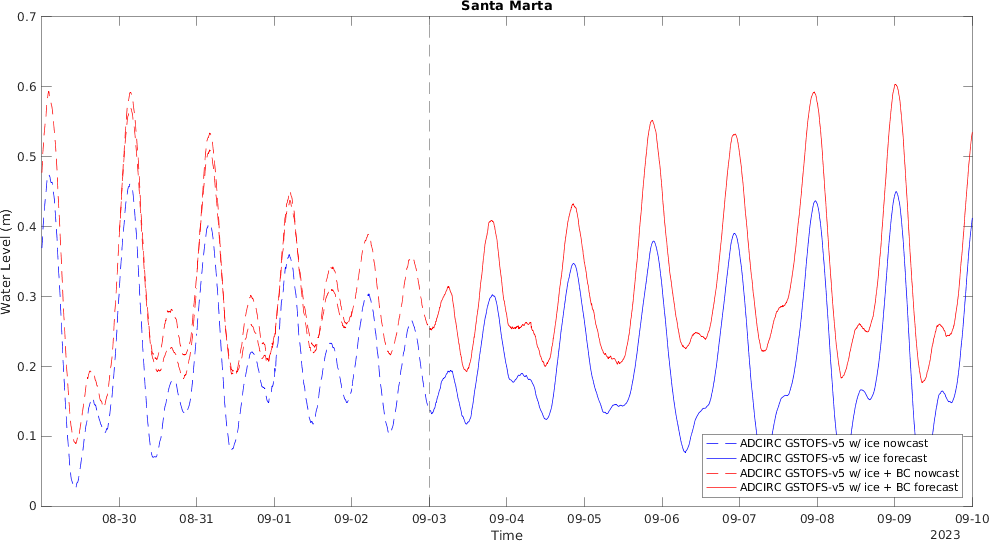 Santa Marta
0.7
0.6
0.5
0.4
0.3
0.2
0.1
0
Water Level (m)
08-30 08-31 09-01 09-02 09-03 09-04 09-05 09-06 09-07 09-08 09-09 09-10
Time
2023
ADCIRC GSTOFS-v5 w/ ice nowcast
ADCIRC GSTOFS-v5 w/ ice forecast
ADCIRC GSTOFS-v5 w/ ice + BC nowcast
ADCIRC GSTOFS-v5 w/ ice + BC forecast